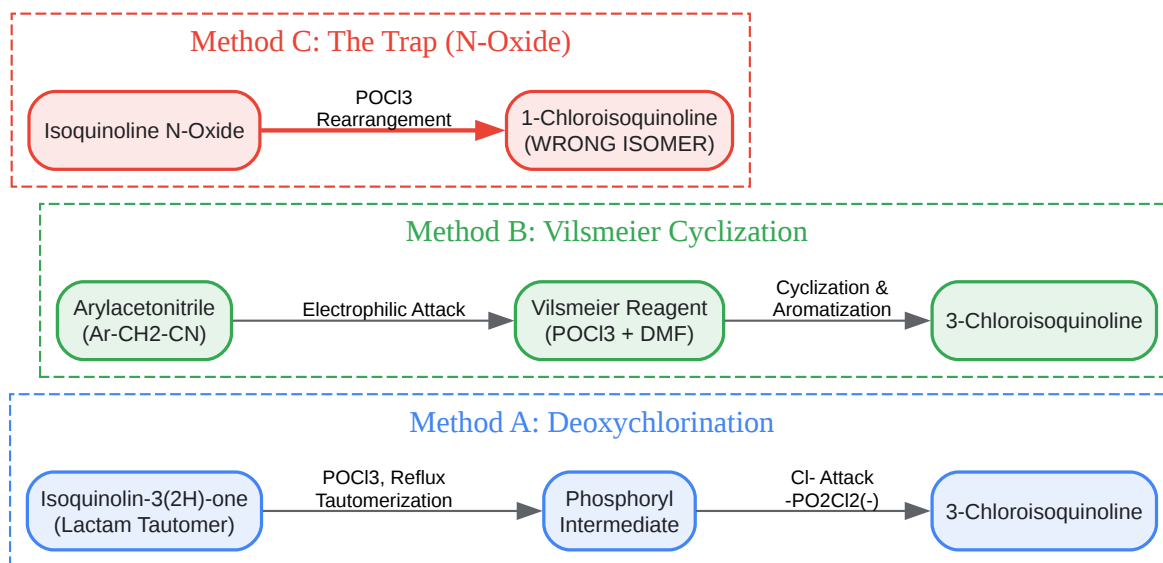 Method C: The Trap (N-Oxide)
Isoquinoline N-Oxide
POCl3
Rearrangement
1-Chloroisoquinoline
(WRONG ISOMER)
Method B: Vilsmeier Cyclization
Arylacetonitrile
(Ar-CH2-CN)
Electrophilic Attack
Vilsmeier Reagent
(POCl3 + DMF)
Cyclization &
Aromatization
3-Chloroisoquinoline
Method A: Deoxychlorination
Isoquinolin-3(2H)-one
(Lactam Tautomer)
POCl3, Reflux
Tautomerization
Phosphoryl
Intermediate
Cl- Attack
-PO2Cl2(-)
3-Chloroisoquinoline